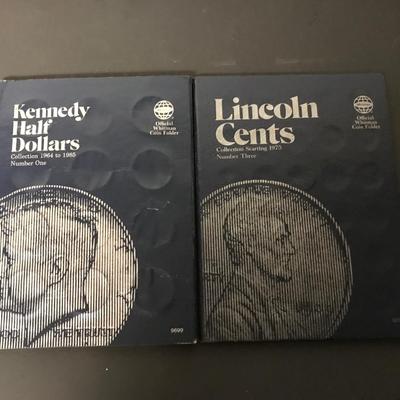 Kennedy
Half
Dollars
Collection 1964 to 1985
Number One
Official
Whitman
Coin Folder
9699
Lincoln
Cents
Collection Starting 1975
Number Three
Official
Whitman
Coin Folder